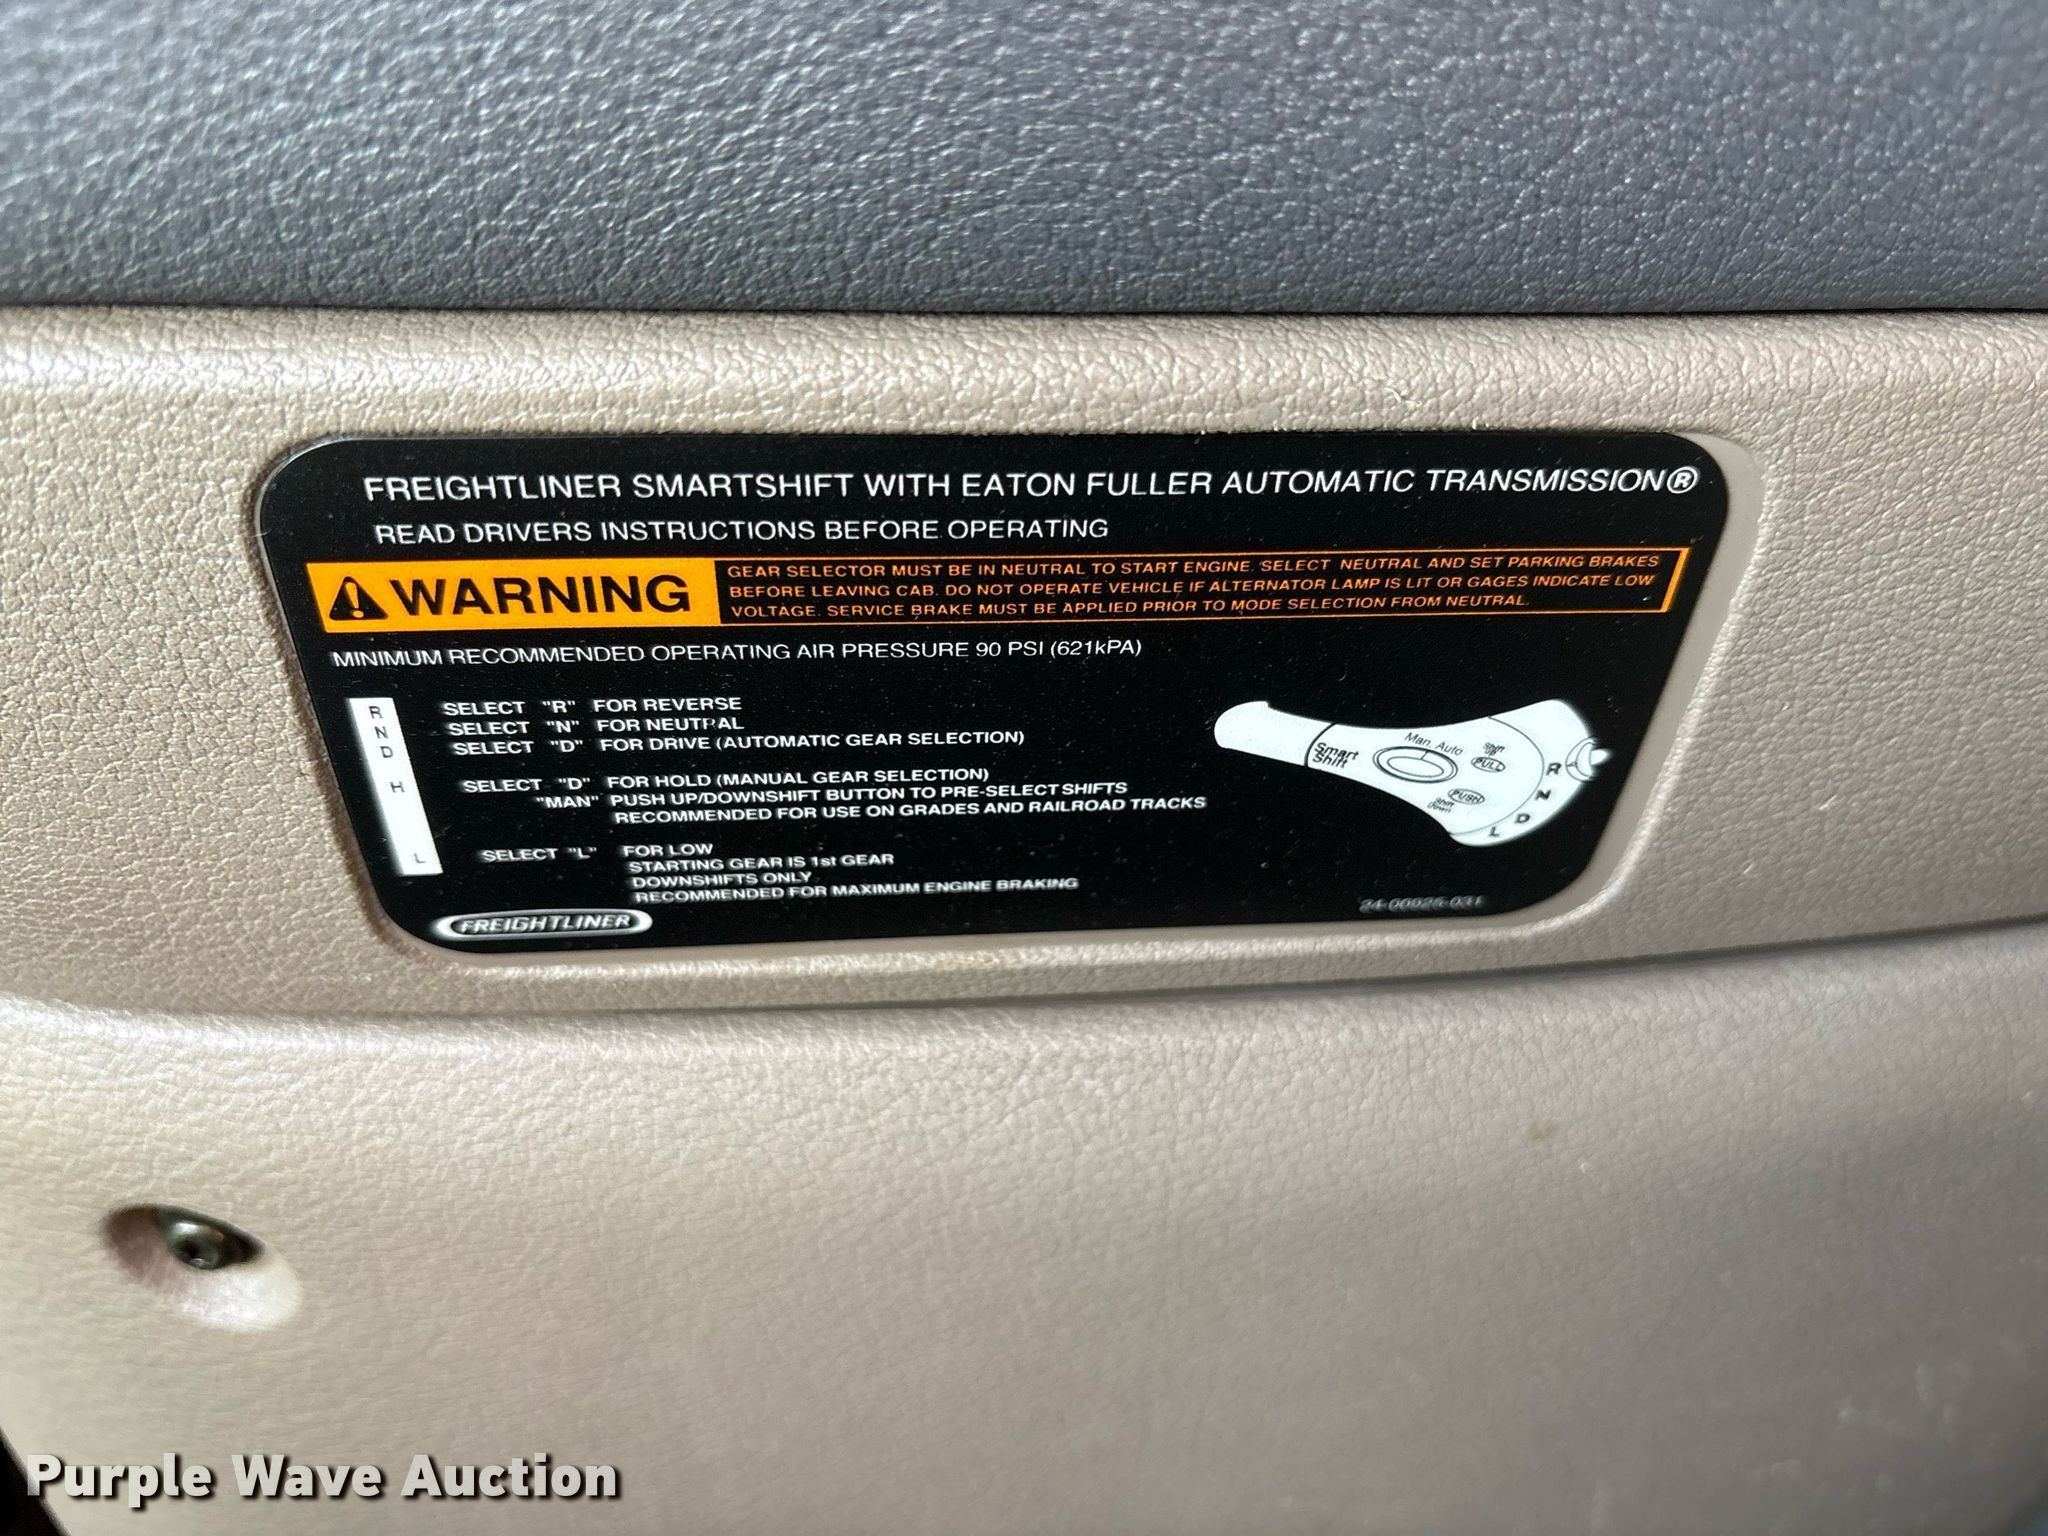 FREIGHTLINER SMARTSHIFT WITH EATON FULLER AUTOMATIC TRANSMISSION®
READ DRIVERS INSTRUCTIONS BEFORE OPERATING
WARNING
GEAR SELECTOR MUST BE IN NEUTRAL TO START ENGINE. SELECT NEUTRAL AND SET PARKING BRAKES
BEFORE LEAVING CAB. DO NOT OPERATE VEHICLE IF ALTERNATOR LAMP IS LIT OR GAGES INDICATE LOW
VOLTAGE. SERVICE BRAKE MUST BE APPLIED PRIOR TO MODE SELECTION FROM NEUTRAL.
MINIMUM RECOMMENDED OPERATING AIR PRESSURE 90 PSI (621kPA)
R
N
D
H
L
SELECT "R" FOR REVERSE
SELECT "N" FOR NEUTRAL
SELECT "D" FOR DRIVE (AUTOMATIC GEAR SELECTION)
SELECT "D" FOR HOLD (MANUAL GEAR SELECTION)
"MAN" PUSH UP/DOWNSHIFT BUTTON TO PRE-SELECT SHIFTS
RECOMMENDED FOR USE ON GRADES AND RAILROAD TRACKS
SELECT "L" FOR LOW
STARTING GEAR IS 1st GEAR
DOWNSHIFTS ONLY
RECOMMENDED FOR MAXIMUM ENGINE BRAKING
Smart
Shift
Man. Auto
Shift
Up
PULL
PUSH
Shift
Down
R
N
D
L
FREIGHTLINER
Purple Wave Auction